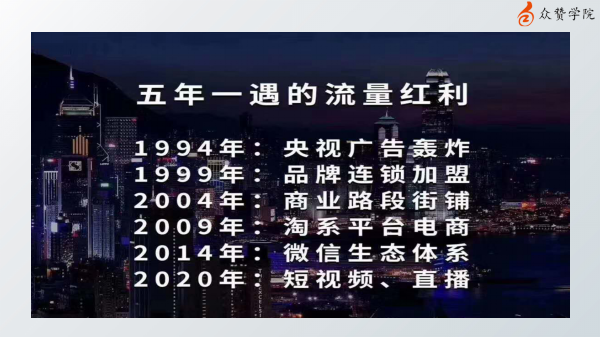 众赞学院
五年一遇的流量红利
1994年：央视广告轰炸
1999年：品牌连锁加盟
2004年：商业路段街铺
2009年：淘系平台电商
2014年：微信生态体系
2020年：短视频、直播